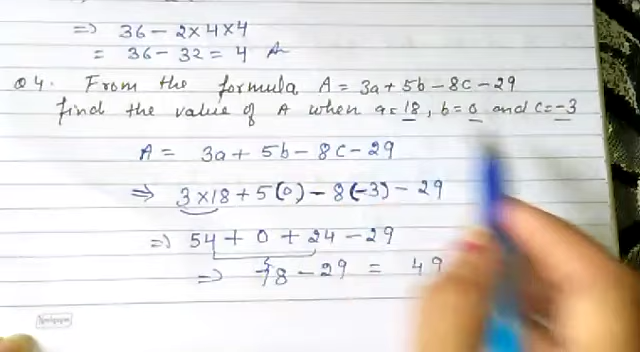 ⇒ 36 - 2×4×4
= 36 - 32 = 4 Ans
Q4. From the formula A = 3a + 5b - 8c - 29
find the value of A when a = 18, b = 0 and c = -3
A = 3a + 5b - 8c - 29
⇒ 3×18 + 5(0) - 8(-3) - 29
⇒ 54 + 0 + 24 - 29
⇒ 78 - 29 = 49